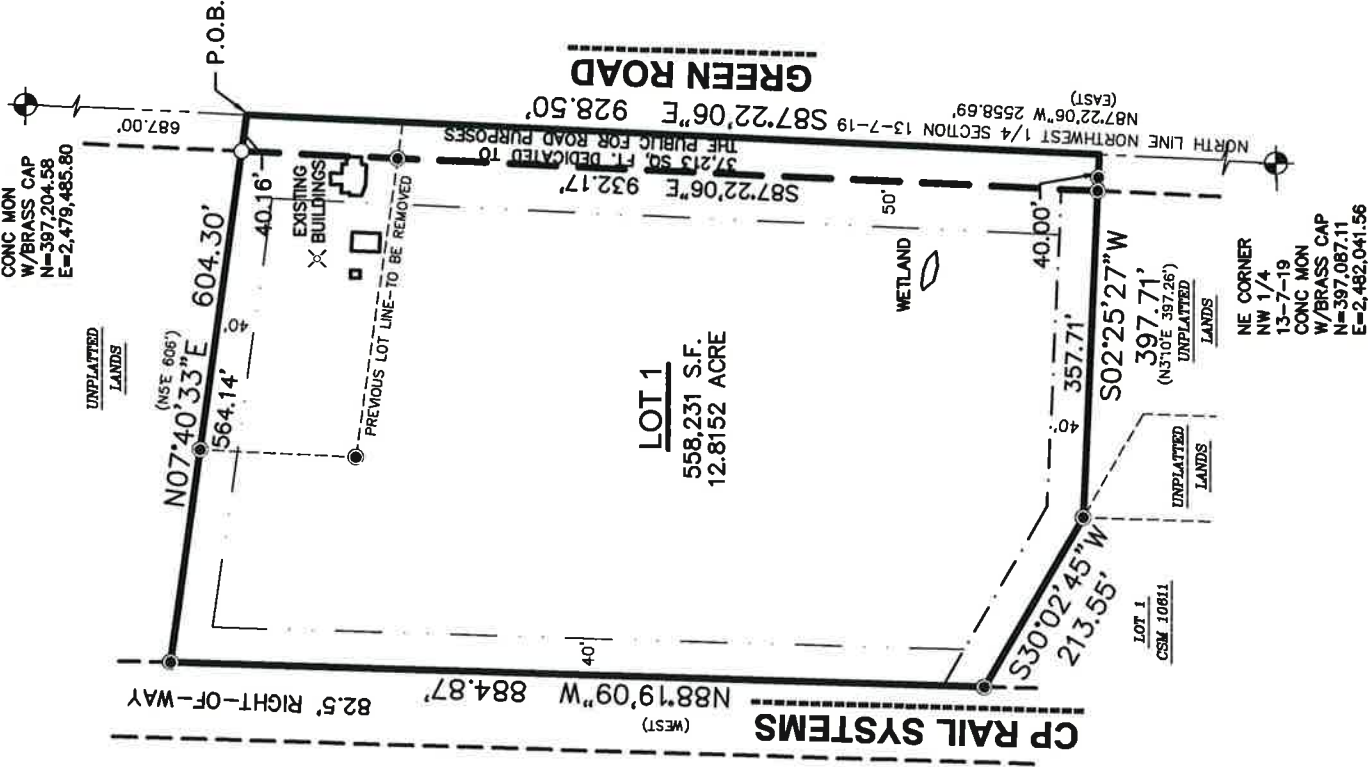 CONC MON
W/BRASS CAP
N=397,204.58
E=2,479,485.80
P.O.B.
687.00'
UNPLATTED
LANDS
(N5°E 606')
N07°40'33"E 604.30'
564.14'
40'
40.16'
EXISTING
BUILDINGS
PREVIOUS LOT LINE-TO BE REMOVED
GREEN ROAD
S87°22'06"E 928.50'
37,213 SQ. FT. DEDICATED TO
THE PUBLIC FOR ROAD PURPOSES
S87°22'06"E 932.17'
NORTH LINE NORTHWEST 1/4 SECTION 13-7-19
N87°22'06"W 2558.69'
(EAST)
50'
WETLAND
40.00'
LOT 1
558,231 S.F.
12.8152 ACRE
357.71'
40'
S02°25'27"W
397.71'
(N3°10'E 397.26')
UNPLATTED
LANDS
NE CORNER
NW 1/4
13-7-19
CONC MON
W/BRASS CAP
N=397,087.11
E=2,482,041.56
UNPLATTED
LANDS
S30°02'45"W
213.55'
LOT 1
CSM 10611
40'
N88°19'09"W 884.87'
(WEST)
82.5' RIGHT-OF-WAY
CP RAIL SYSTEMS